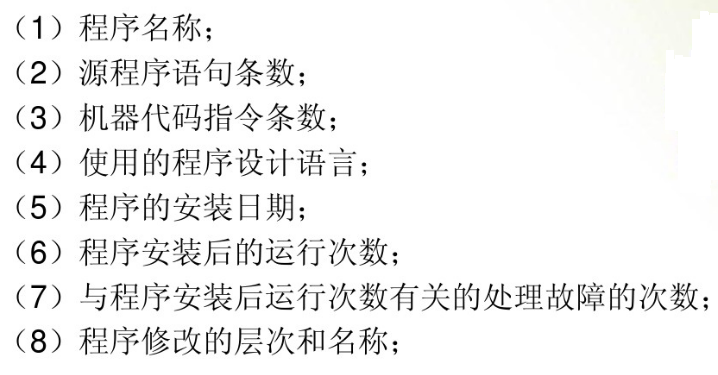 （1）程序名称；
（2）源程序语句条数；
（3）机器代码指令条数；
（4）使用的程序设计语言；
（5）程序的安装日期；
（6）程序安装后的运行次数；
（7）与程序安装后运行次数有关的处理故障的次数；
（8）程序修改的层次和名称；